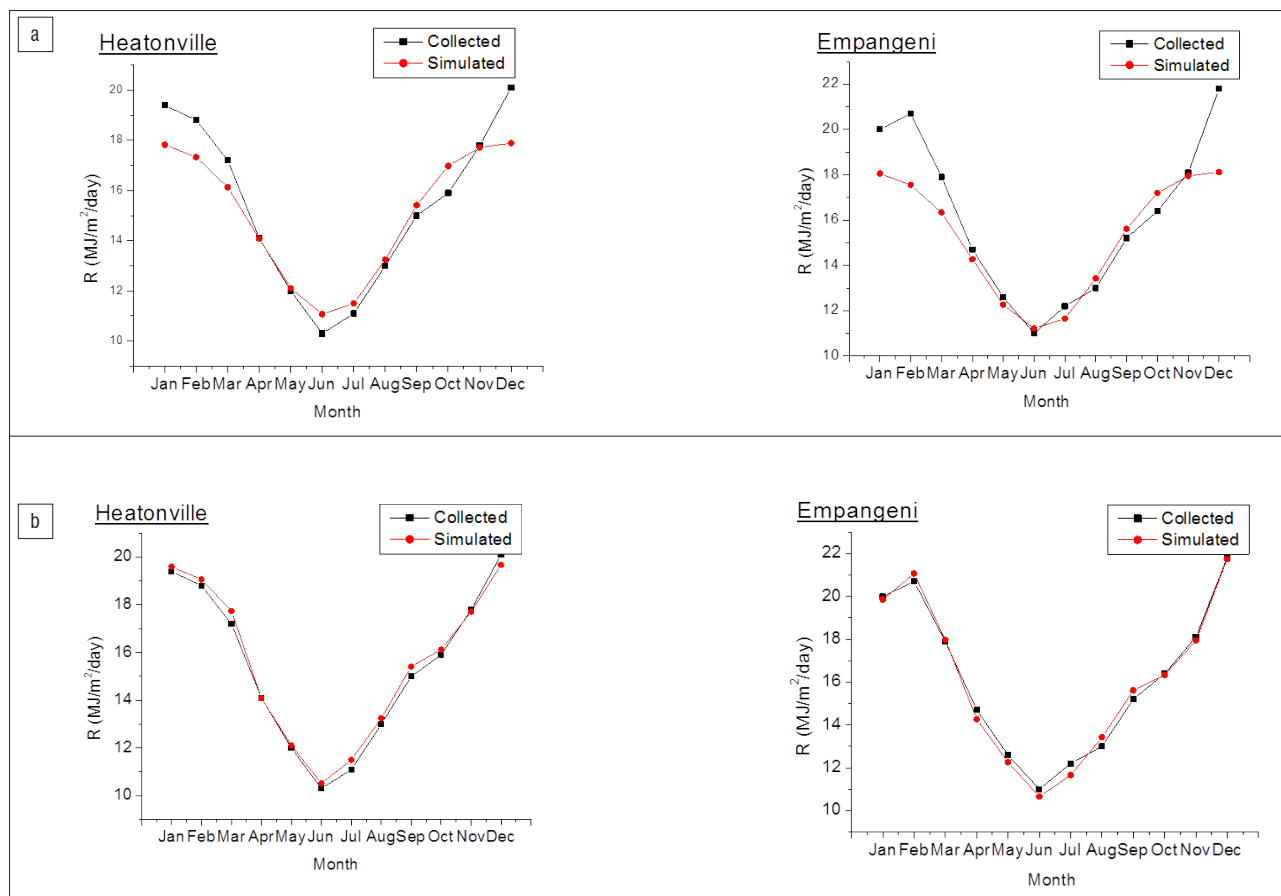 a
Heatonville
Collected
Simulated
20
18
16
14
12
10
R (MJ/m²/day)
Jan Feb Mar Apr May Jun Jul Aug Sep Oct Nov Dec
Month
Empangeni
Collected
Simulated
22
20
18
16
14
12
10
R (MJ/m²/day)
Jan Feb Mar Apr May Jun Jul Aug Sep Oct Nov Dec
Month
b
Heatonville
Collected
Simulated
20
18
16
14
12
10
R (MJ/m²/day)
Jan Feb Mar Apr May Jun Jul Aug Sep Oct Nov Dec
Month
Empangeni
Collected
Simulated
22
20
18
16
14
12
10
R (MJ/m²/day)
Jan Feb Mar Apr May Jun Jul Aug Sep Oct Nov Dec
Month